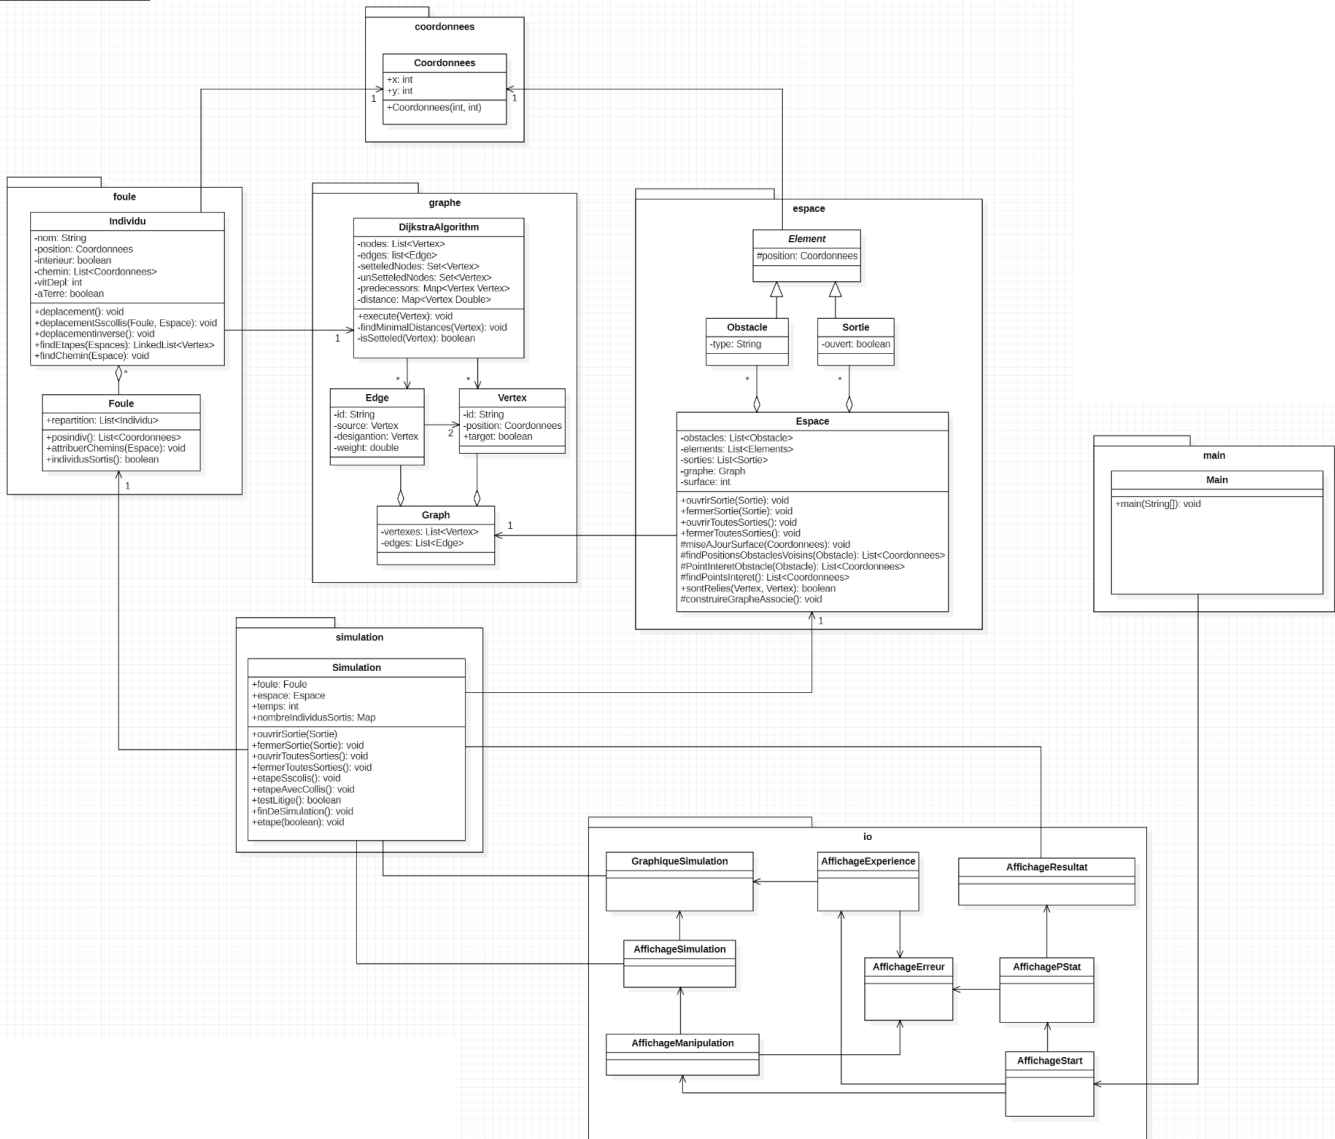 coordonnees
Coordonnees
+x: int
+y: int
+Coordonnees(int, int)
1
1
foule
Individu
-nom: String
-position: Coordonnees
-interieur: boolean
-chemin: List<Coordonnees>
-vitDepl: int
-aTerre: boolean
+deplacement(): void
+deplacementSscollis(Foule, Espace): void
+deplacementinverse(): void
+findEtapes(Espaces): LinkedList<Vertex>
+findChemin(Espace): void
*
Foule
+repartition: List<Individu>
+posindiv(): List<Coordonnees>
+attribuerChemins(Espace): void
+individusSortis(): boolean
1
1
graphe
DijkstraAlgorithm
-nodes: List<Vertex>
-edges: list<Edge>
-setteledNodes: Set<Vertex>
-unSetteledNodes: Set<Vertex>
-predecessors: Map<Vertex Vertex>
-distance: Map<Vertex Double>
+execute(Vertex): void
-findMinimalDistances(Vertex): void
-isSetteled(Vertex): boolean
*
*
Edge
-id: String
-source: Vertex
-desigantion: Vertex
-weight: double
2
Vertex
-id: String
-position: Coordonnees
+target: boolean
Graph
-vertexes: List<Vertex>
-edges: List<Edge>
1
espace
Element
#position: Coordonnees
Obstacle
-type: String
Sortie
-ouvert: boolean
*
*
Espace
-obstacles: List<Obstacle>
-elements: List<Elements>
-sorties: List<Sortie>
-graphe: Graph
-surface: int
+ouvrirSortie(Sortie): void
+fermerSortie(Sortie): void
+ouvrirToutesSorties(): void
+fermerToutesSorties(): void
#miseAJourSurface(Coordonnees): void
#findPositionsObstaclesVoisins(Obstacle): List<Coordonnees>
#PointInteretObstacle(Obstacle): List<Coordonnees>
#findPointsInteret(): List<Coordonnees>
+sontRelies(Vertex, Vertex): boolean
#construireGrapheAssocie(): void
1
main
Main
+main(String[]): void
simulation
Simulation
+foule: Foule
+espace: Espace
+temps: int
+nombreIndividusSortis: Map
+ouvrirSortie(Sortie)
+fermerSortie(Sortie): void
+ouvrirToutesSorties(): void
+fermerToutesSorties(): void
+etapeSscolis(): void
+etapeAvecCollis(): void
+testLitige(): boolean
+finDeSimulation(): void
+etape(boolean): void
io
GraphiqueSimulation
AffichageExperience
AffichageResultat
AffichageSimulation
AffichageErreur
AffichagePStat
AffichageManipulation
AffichageStart